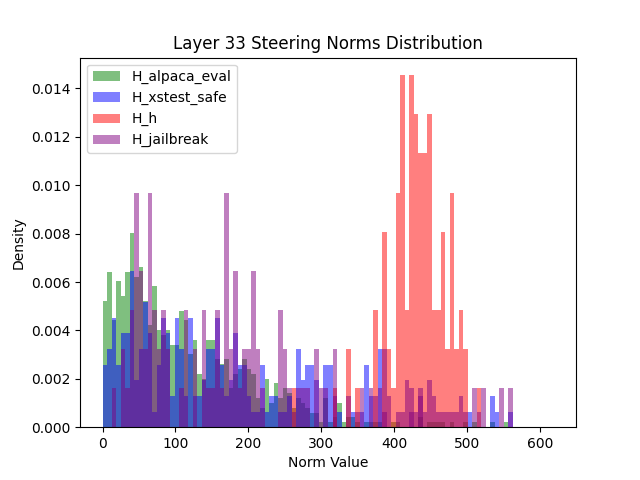 Layer 33 Steering Norms Distribution
H_alpaca_eval
H_xstest_safe
H_h
H_jailbreak
0.014
0.012
0.010
0.008
0.006
0.004
0.002
0.000
Density
0 100 200 300 400 500 600
Norm Value